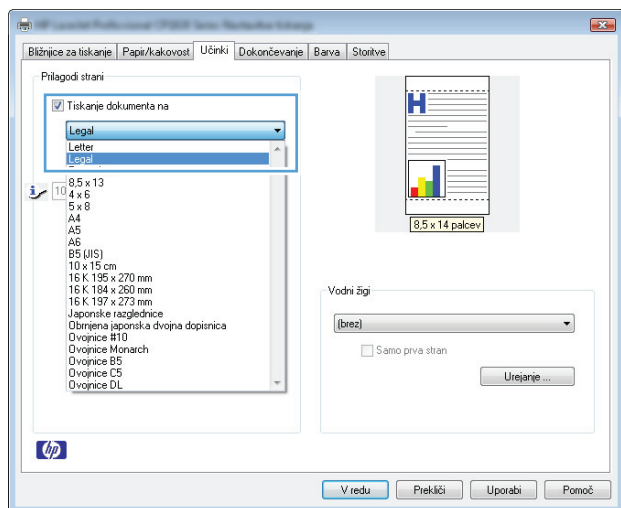 Bližnjice za tiskanje Papir/kakovost Učinki Dokončevanje Barva Storitve
Prilagodi strani
Tiskanje dokumenta na
Legal
Letter
Legal
8,5 x 13
10
4 x 6
5 x 8
A4
A5
A6
B5 (JIS)
10 x 15 cm
16 K 195 x 270 mm
16 K 184 x 260 mm
16 K 197 x 273 mm
Japonske razglednice
Obrnjena japonska dvojna dopisnica
Ovojnice #10
Ovojnice Monarch
Ovojnice B5
Ovojnice C5
Ovojnice DL
H
8,5 x 14 palcev
Vodni žigi
(brez)
Samo prva stran
Urejanje ...
hp
V redu Prekliči Uporabi Pomoč